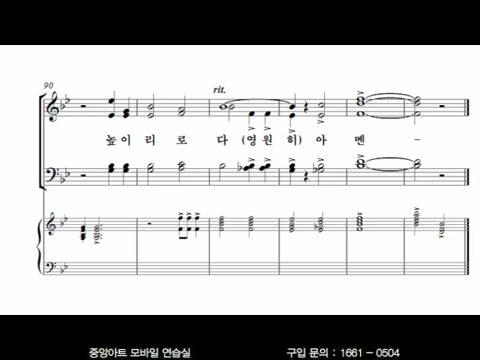 90
rit.
높이 리 로 다 (영 원 히) 아 멘 -
중앙아트 모바일 연습실 구입 문의 : 1661 - 0504